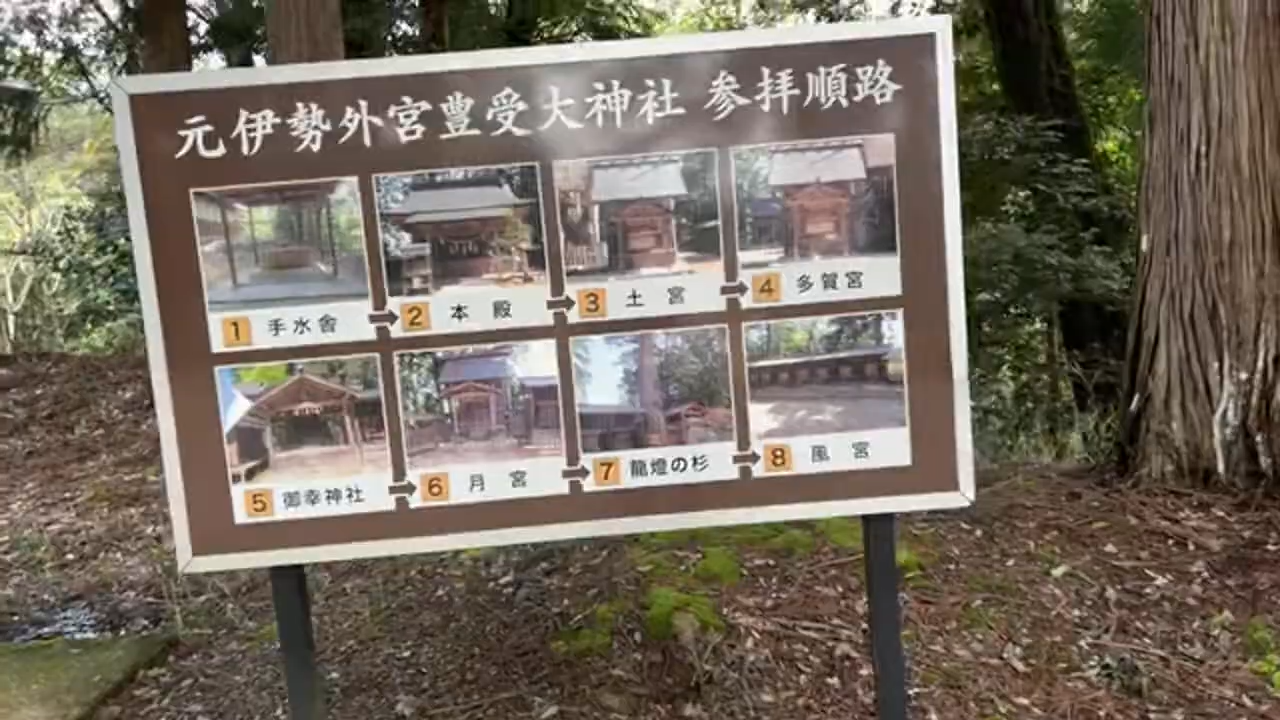 元伊勢外宮豊受大神社 参拝順路
1 手水舎
2 本殿
3 土宮
4 多賀宮
5 御幸神社
6 月宮
7 龍燈の杉
8 風宮